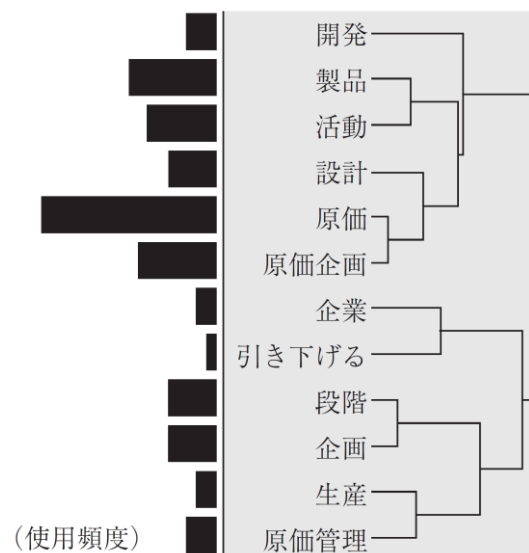 開発
製品
活動
設計
原価
原価企画
企業
引き下げる
段階
企画
生産
原価管理
（使用頻度）